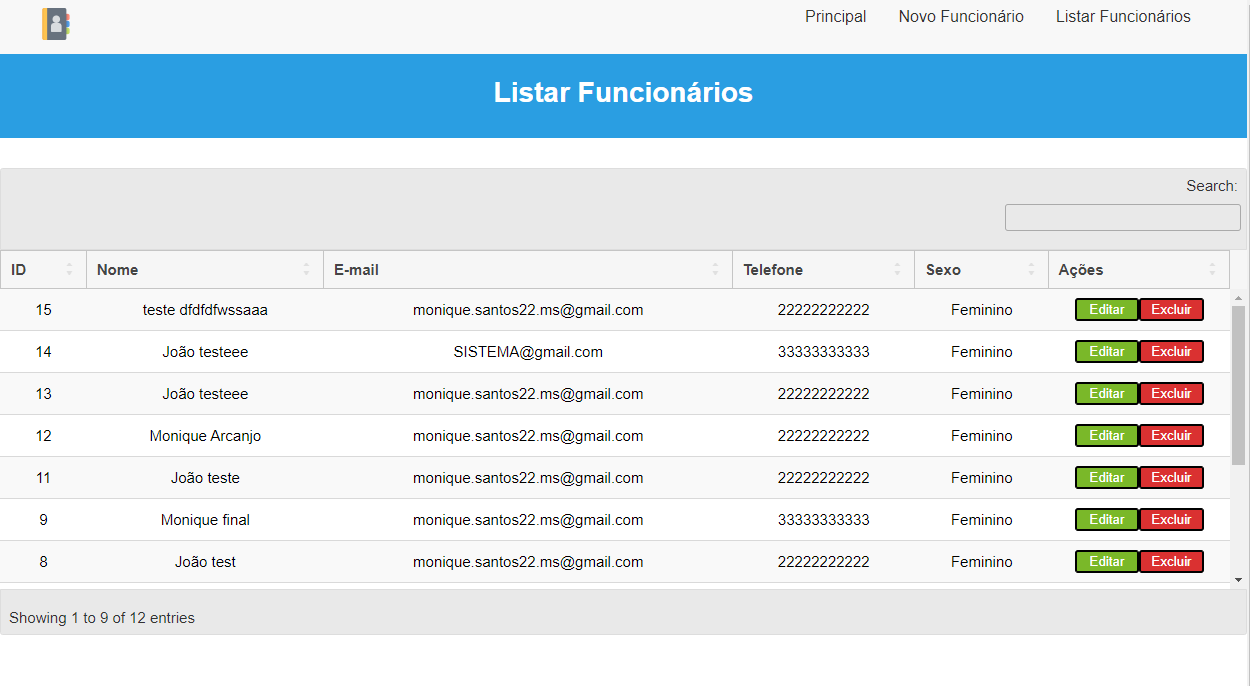 Principal Novo Funcionário Listar Funcionários
Listar Funcionários
Search:
ID Nome E-mail Telefone Sexo Ações
15 teste dfdfdfwssaaa monique.santos22.ms@gmail.com 22222222222 Feminino Editar Excluir
14 João testeee SISTEMA@gmail.com 33333333333 Feminino Editar Excluir
13 João testeee monique.santos22.ms@gmail.com 22222222222 Feminino Editar Excluir
12 Monique Arcanjo monique.santos22.ms@gmail.com 22222222222 Feminino Editar Excluir
11 João teste monique.santos22.ms@gmail.com 22222222222 Feminino Editar Excluir
9 Monique final monique.santos22.ms@gmail.com 33333333333 Feminino Editar Excluir
8 João test monique.santos22.ms@gmail.com 22222222222 Feminino Editar Excluir
Showing 1 to 9 of 12 entries